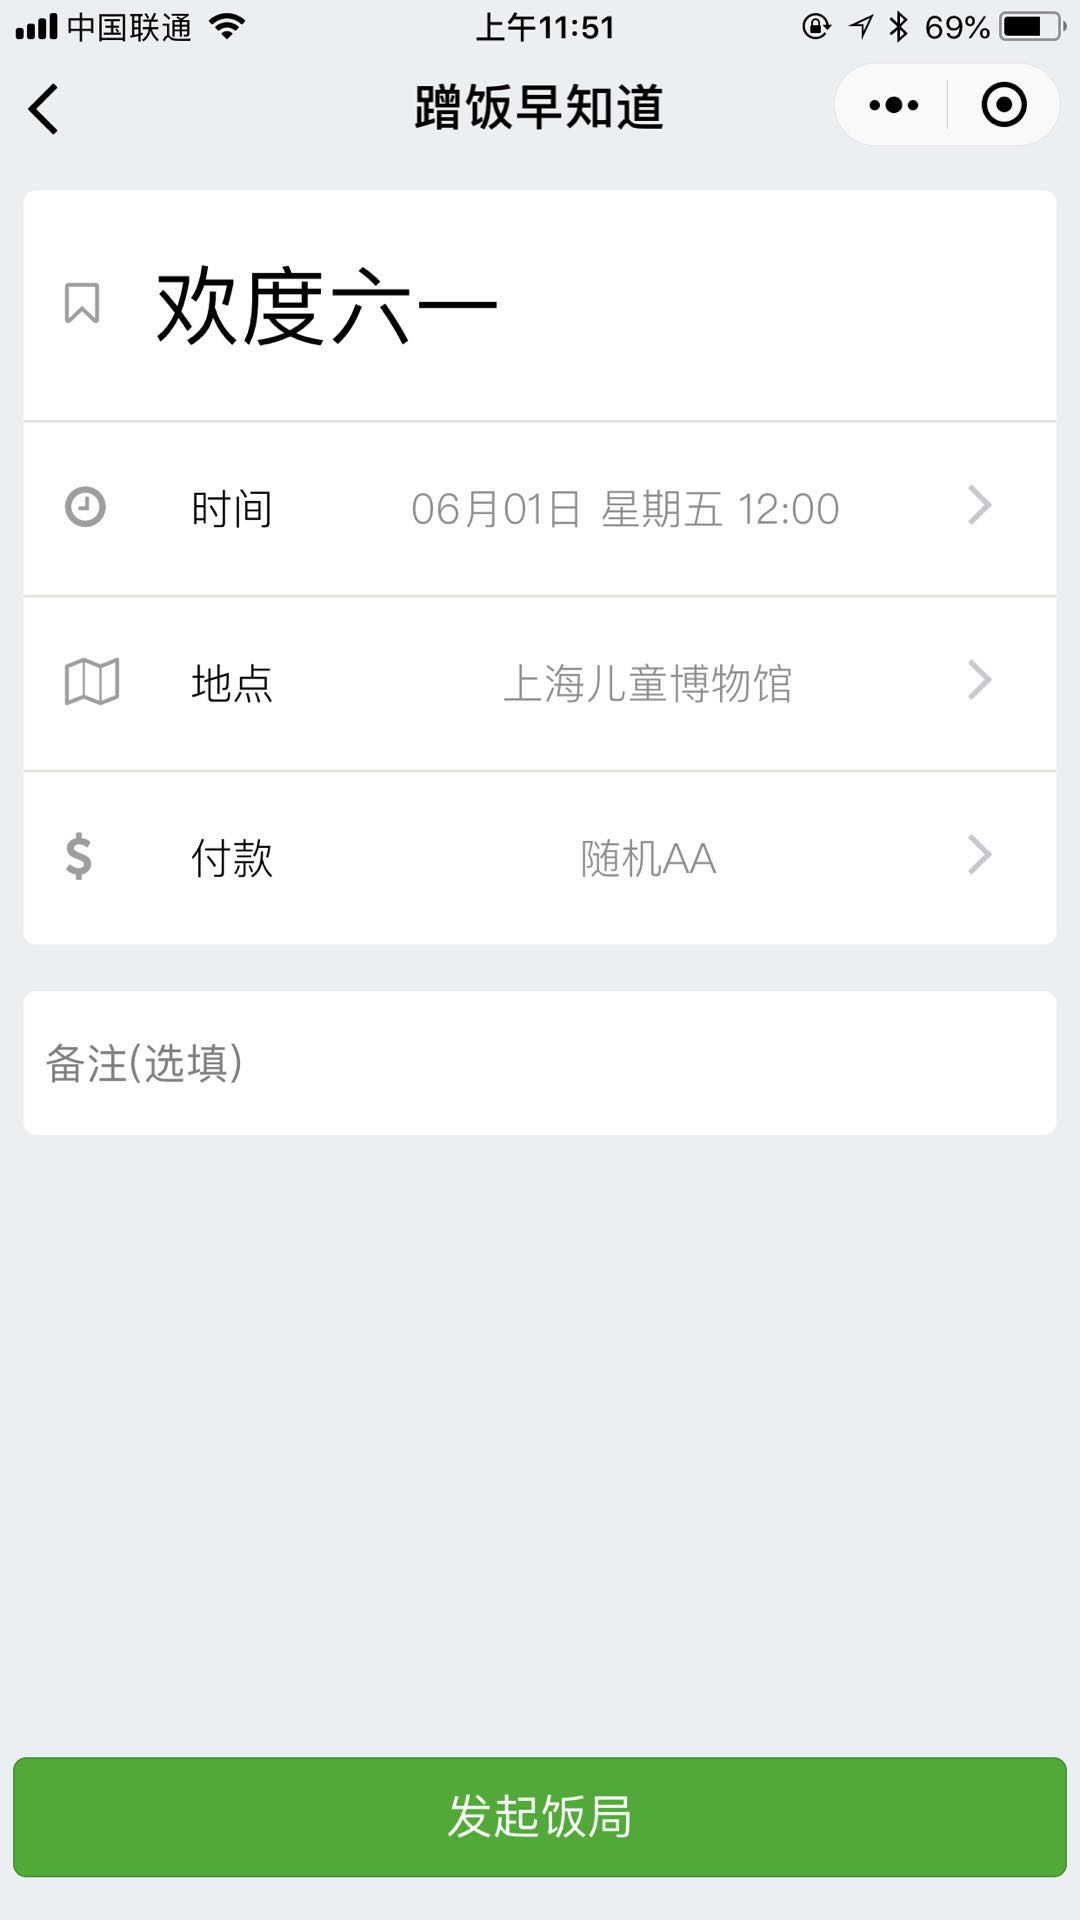 中国联通 上午11:51 69%
蹭饭早知道
欢度六一
时间 06月01日 星期五 12:00
地点 上海儿童博物馆
付款 随机AA
备注(选填)
发起饭局